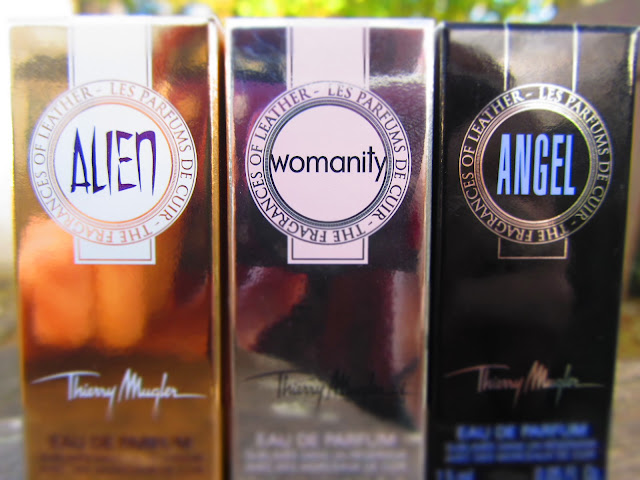 LES PARFUMS DE CUIR - THE FRAGRANCES OF LEATHER -
ALIEN
Thierry Mugler
EAU DE PARFUM
LES PARFUMS DE CUIR - THE FRAGRANCES OF LEATHER -
womanity
Thierry Mugler
EAU DE PARFUM
LES PARFUMS DE CUIR - THE FRAGRANCES OF LEATHER -
ANGEL
Thierry Mugler
EAU DE PARFUM